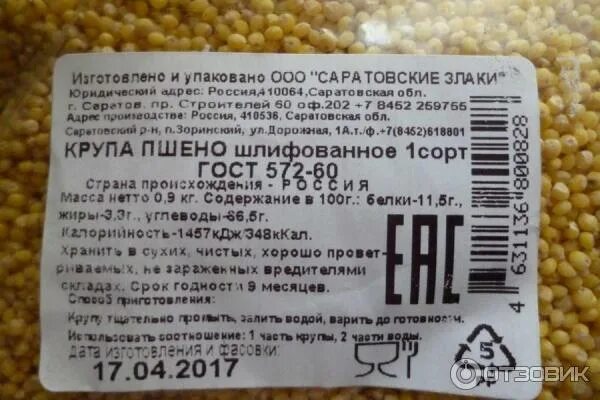 Изготовлено и упаковано ООО "САРАТОВСКИЕ ЗЛАКИ"
Юридический адрес: Россия,410064,Саратовская обл.
г. Саратов. пр. Строителей 60 оф.202 +7 8452 259755
Адрес производства: Россия, 410536, Саратовская обл.
Саратовский р-н, п.Зоринский, ул.Дорожная, 1А.т./ф.+7(8452)618801
КРУПА ПШЕНО шлифованное 1сорт
ГОСТ 572-60
Страна происхождения - РОССИЯ
Масса нетто 0,9 кг. Содержание в 100г.: белки-11,5г,
жиры-3,3г., углеводы-66,5г.
Калорийность-1457кДж/348кКал.
Хранить в сухих, чистых, хорошо провет-
риваемых, не зараженных вредителями
складах. Срок годности 9 месяцев.
Способ приготовления:
Крупу тщательно промыть, залить водой, варить до готовности.
Использовать соотношение: 1 часть крупы, 2 части воды.
дата изготовления и фасовки:
17.04.2017
ЕАС
4 631136 800828
5
ОТЗОВИК